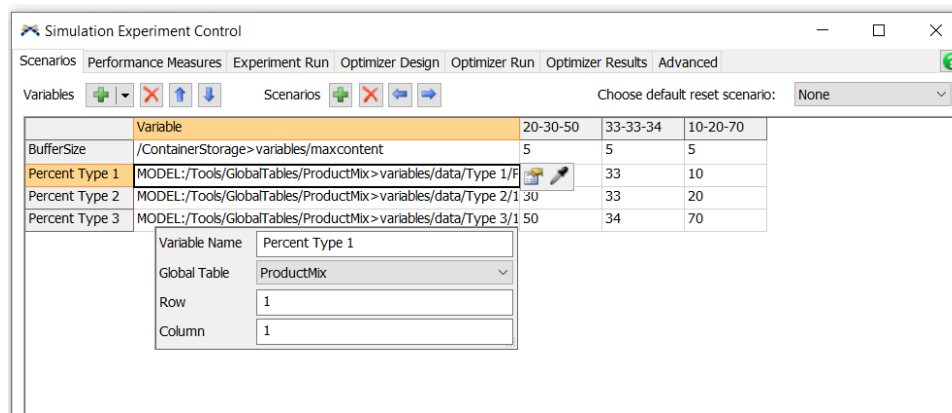 Simulation Experiment Control
Scenarios Performance Measures Experiment Run Optimizer Design Optimizer Run Optimizer Results Advanced
Variables Scenarios Choose default reset scenario: None
Variable 20-30-50 33-33-34 10-20-70
BufferSize /ContainerStorage>variables/maxcontent 5 5 5
Percent Type 1 MODEL:/Tools/GlobalTables/ProductMix>variables/data/Type 1/P 33 10
Percent Type 2 MODEL:/Tools/GlobalTables/ProductMix>variables/data/Type 2/1 30 33 20
Percent Type 3 MODEL:/Tools/GlobalTables/ProductMix>variables/data/Type 3/1 50 34 70
Variable Name Percent Type 1
Global Table ProductMix
Row 1
Column 1